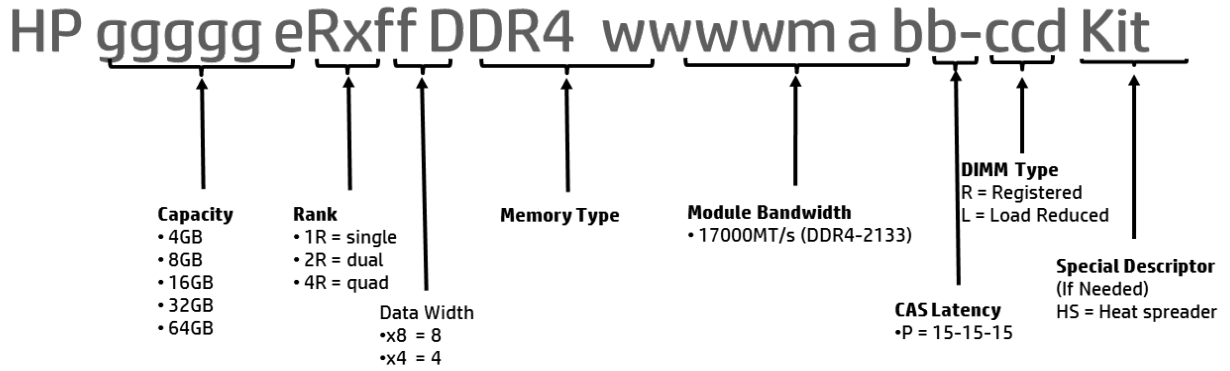 HP ggggg eRxff DDR4 wwwwm a bb-ccd Kit
Capacity
• 4GB
• 8GB
• 16GB
• 32GB
• 64GB
Rank
• 1R = single
• 2R = dual
• 4R = quad
Data Width
•x8 = 8
•x4 = 4
Memory Type
Module Bandwidth
• 17000MT/s (DDR4-2133)
CAS Latency
•P = 15-15-15
DIMM Type
R = Registered
L = Load Reduced
Special Descriptor
(If Needed)
HS = Heat spreader